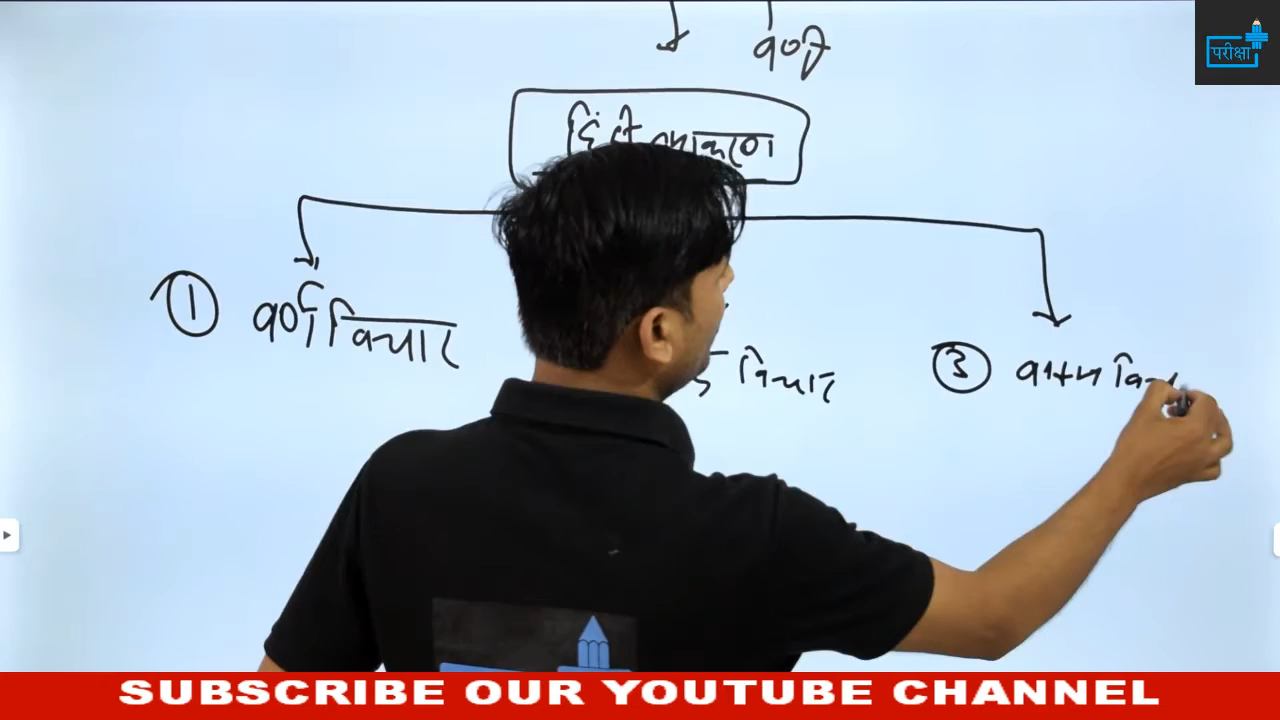 परीक्षा
वर्ण
हिंदी व्याकरण
① वर्ण विचार
विचार
③ वाक्य
SUBSCRIBE OUR YOUTUBE CHANNEL